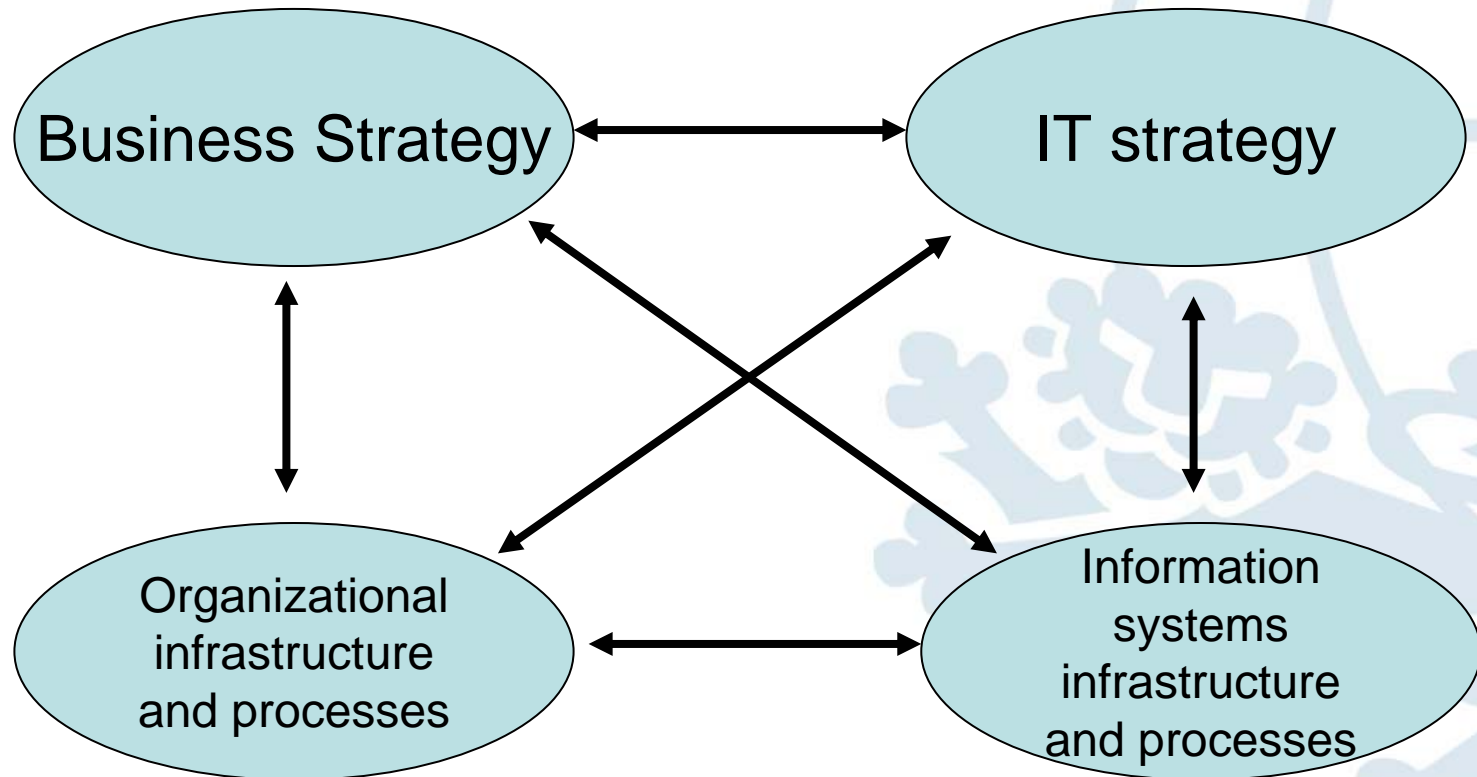 Business Strategy
IT strategy
Organizational
infrastructure
and processes
Information
systems
infrastructure
and processes